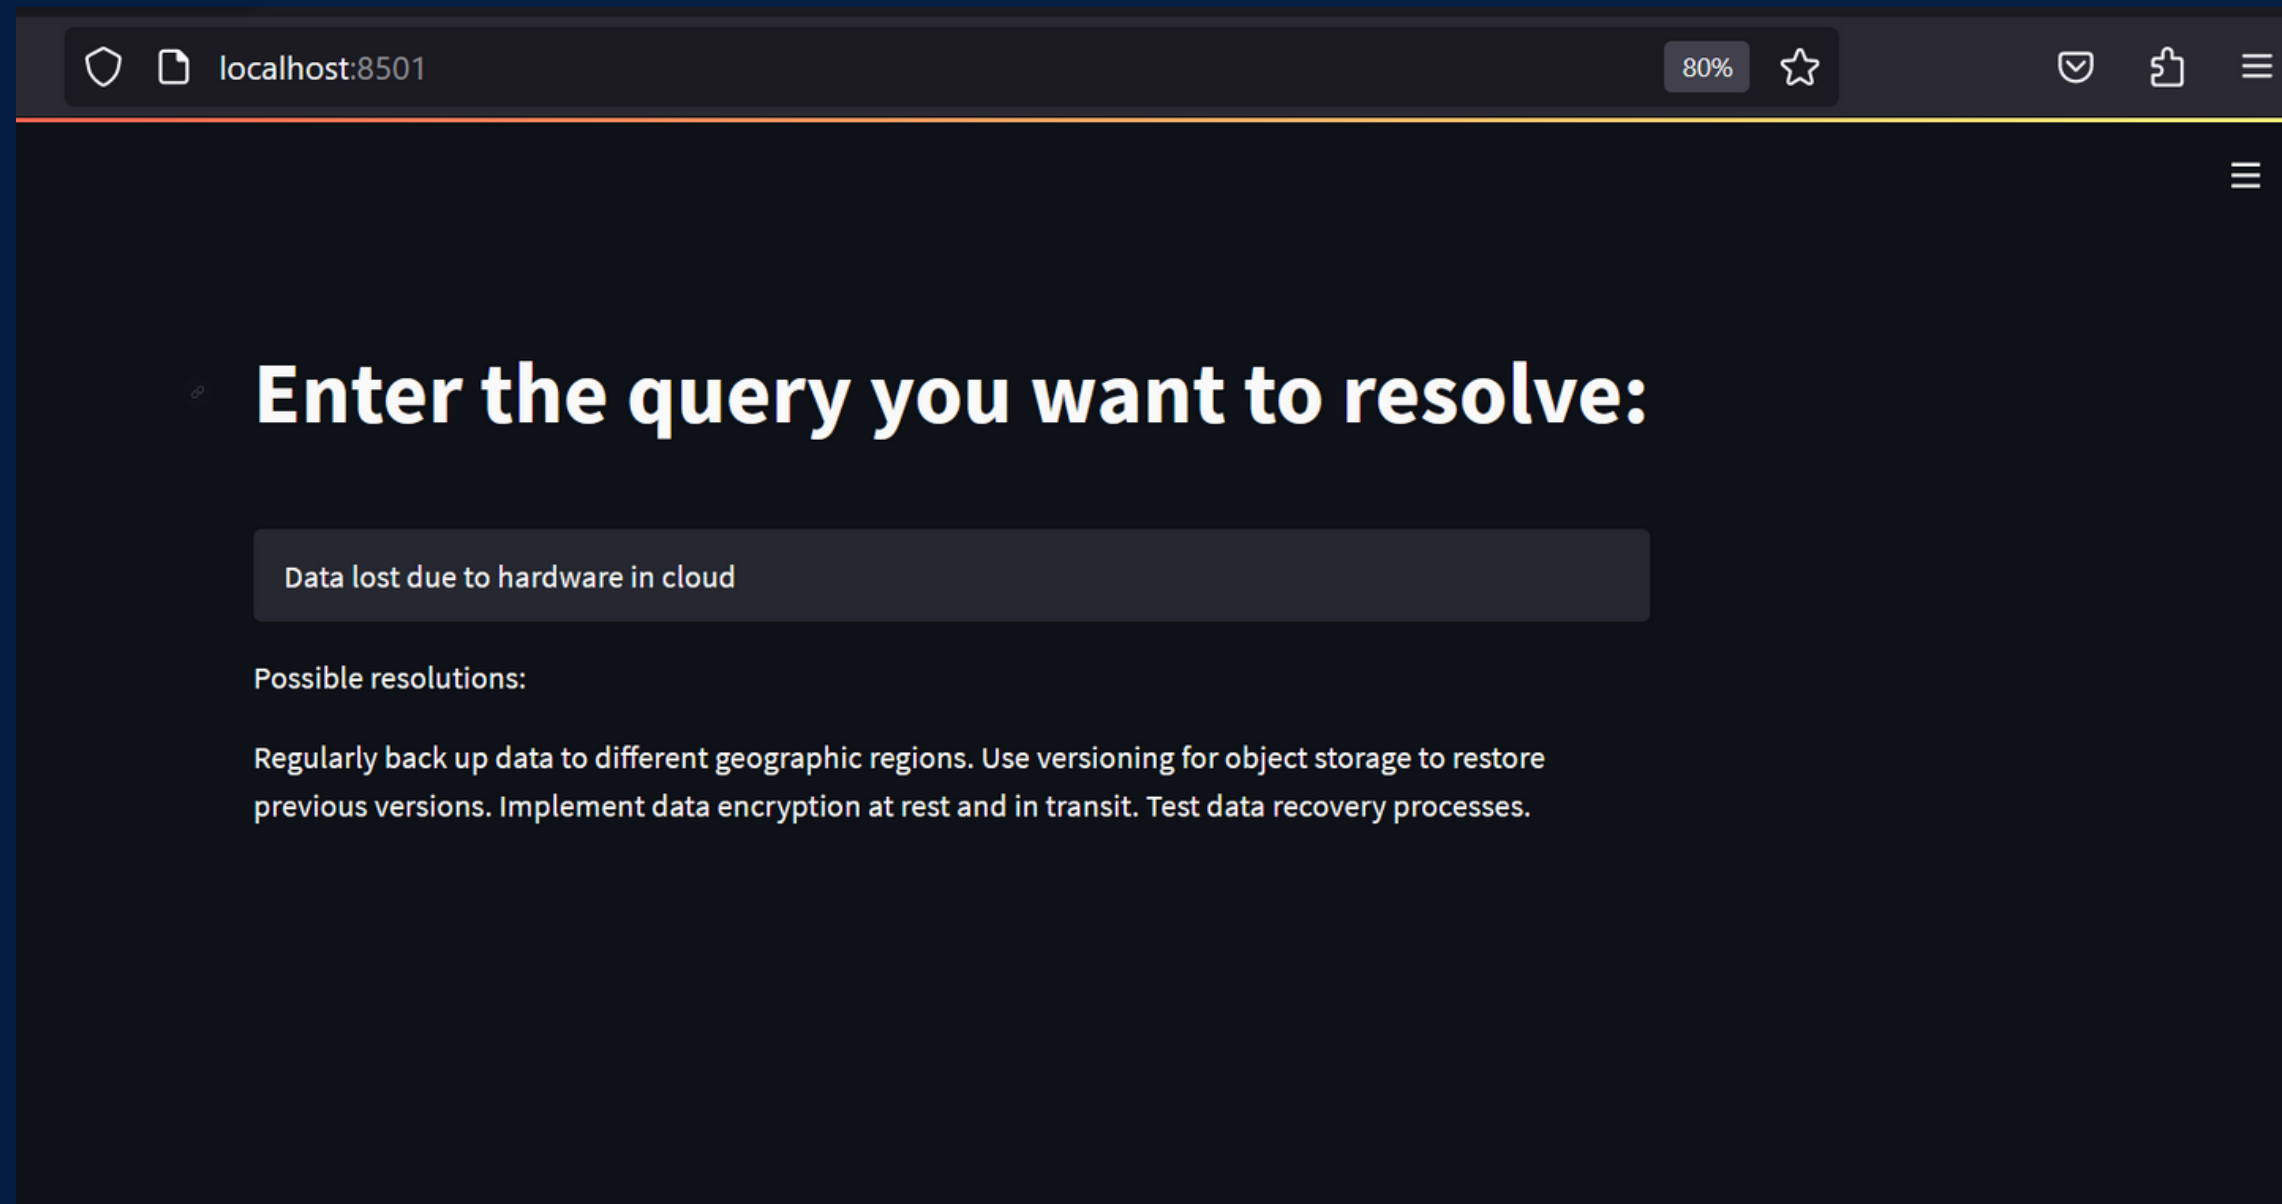 localhost:8501
80%
Enter the query you want to resolve:
Data lost due to hardware in cloud
Possible resolutions:
Regularly back up data to different geographic regions. Use versioning for object storage to restore
previous versions. Implement data encryption at rest and in transit. Test data recovery processes.